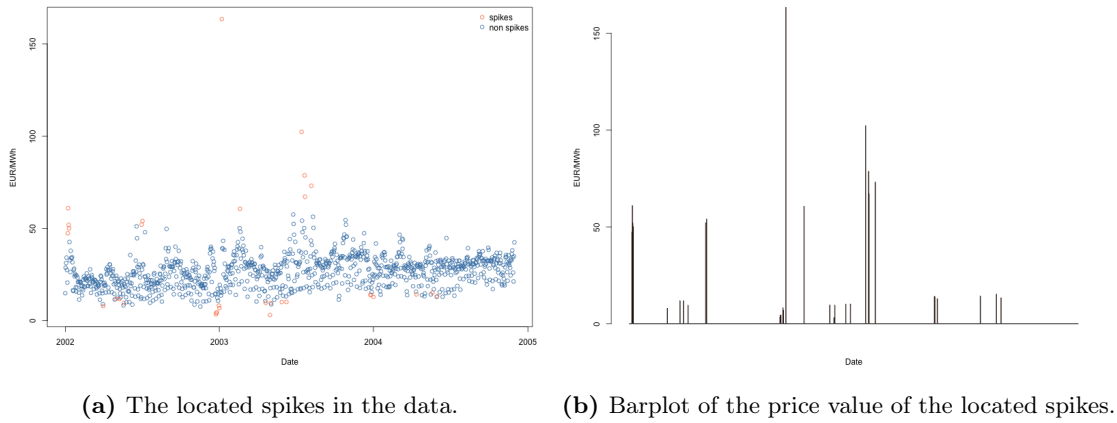 spikes
non spikes
150
100
50
0
EUR/MWh
2002
2003
2004
2005
Date
150
100
50
0
EUR/MWh
Date
(a) The located spikes in the data.
(b) Barplot of the price value of the located spikes.